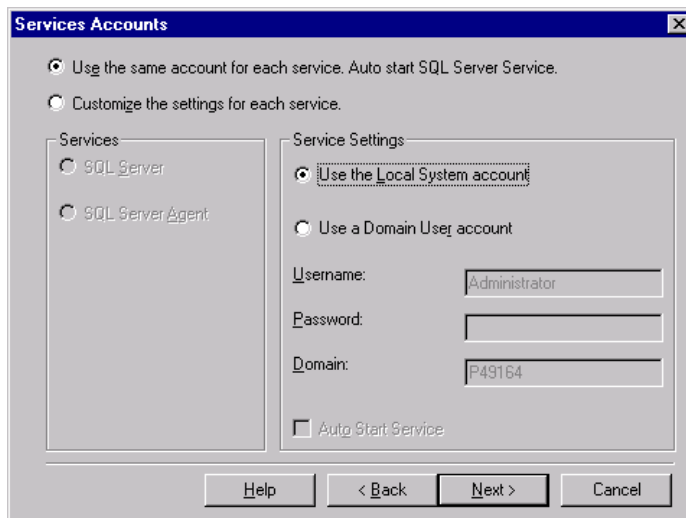 Services Accounts
Use the same account for each service. Auto start SQL Server Service.
Customize the settings for each service.
Services
SQL Server
SQL Server Agent
Service Settings
Use the Local System account
Use a Domain User account
Username:
Administrator
Password:
Domain:
P49164
Auto Start Service
Help
< Back
Next >
Cancel